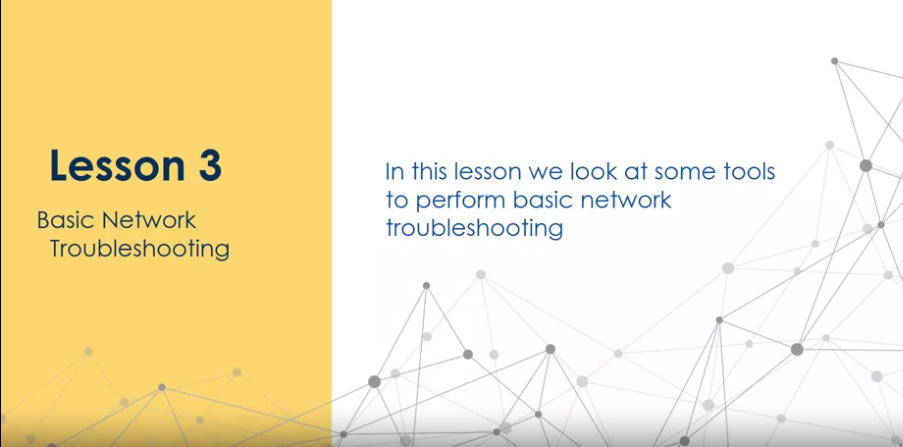 Lesson 3
Basic Network
Troubleshooting
In this lesson we look at some tools
to perform basic network
troubleshooting